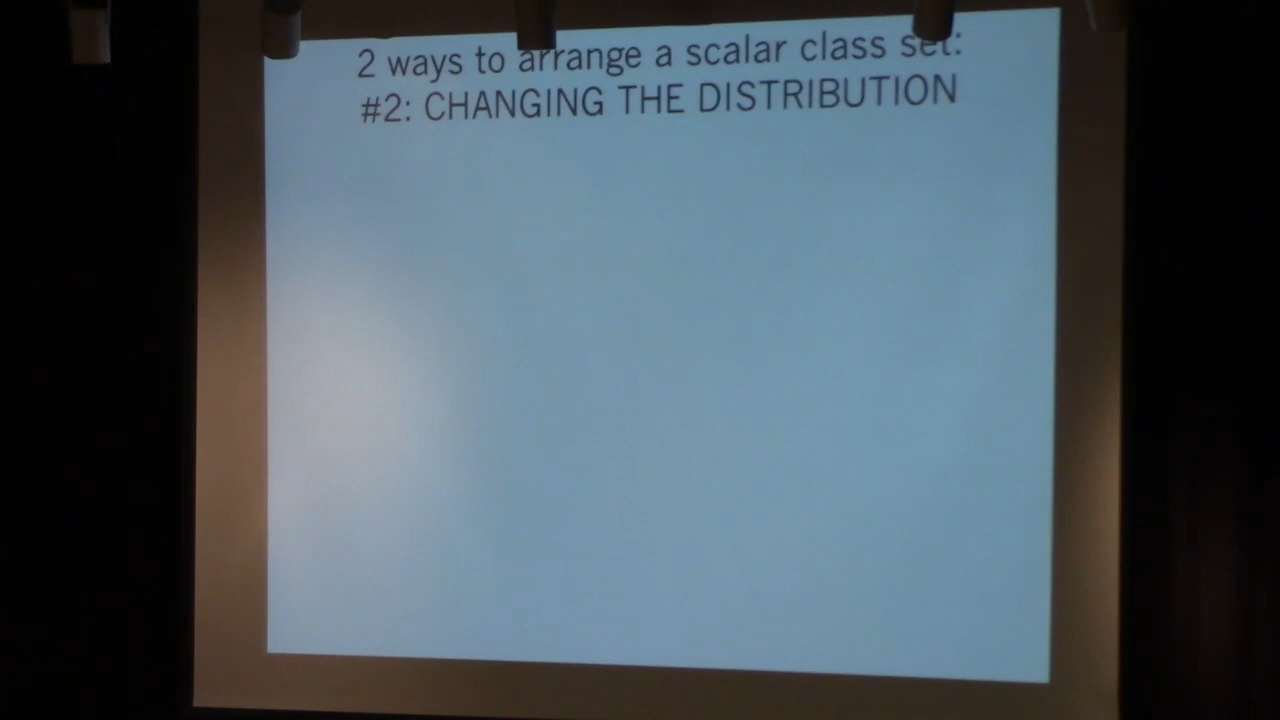 2 ways to arrange a scalar class set:
#2: CHANGING THE DISTRIBUTION